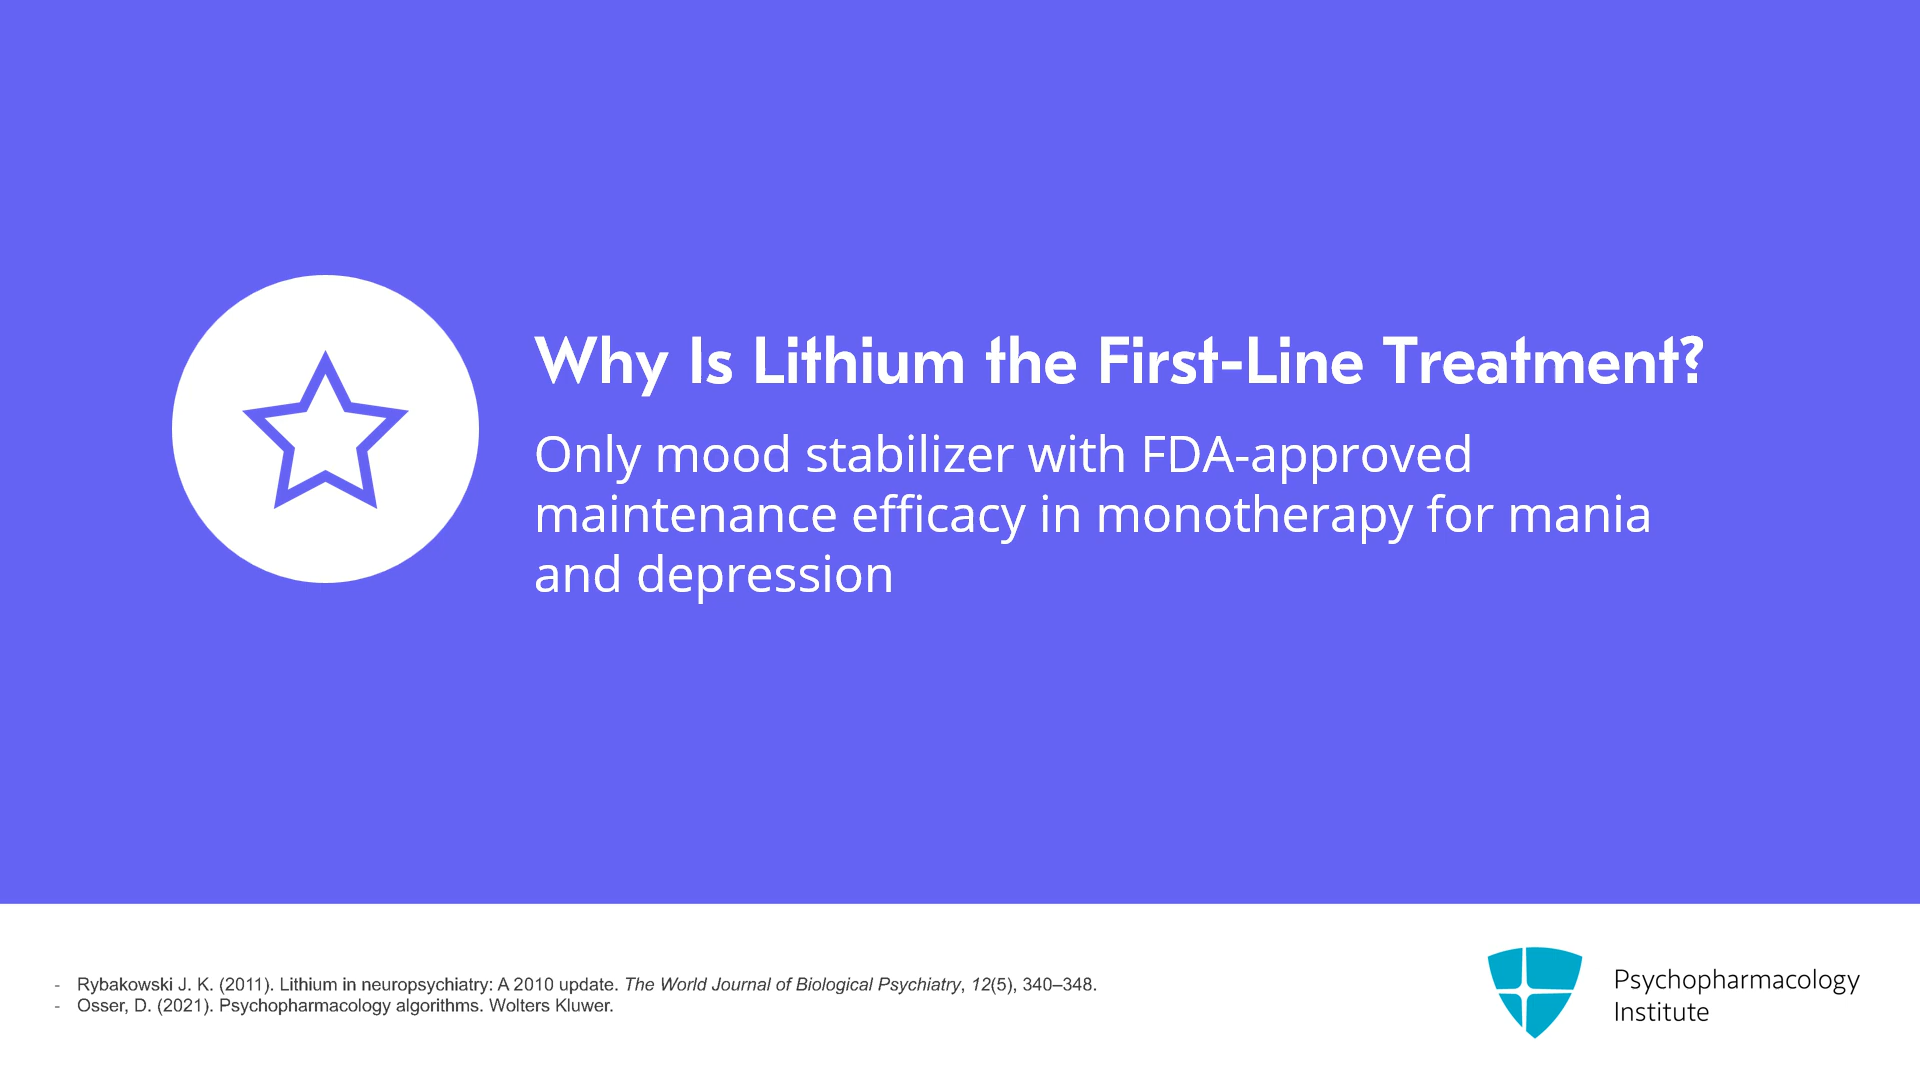 Why Is Lithium the First-Line Treatment?
Only mood stabilizer with FDA-approved
maintenance efficacy in monotherapy for mania
and depression
- Rybakowski J. K. (2011). Lithium in neuropsychiatry: A 2010 update. The World Journal of Biological Psychiatry, 12(5), 340–348.
- Osser, D. (2021). Psychopharmacology algorithms. Wolters Kluwer.
Psychopharmacology
Institute